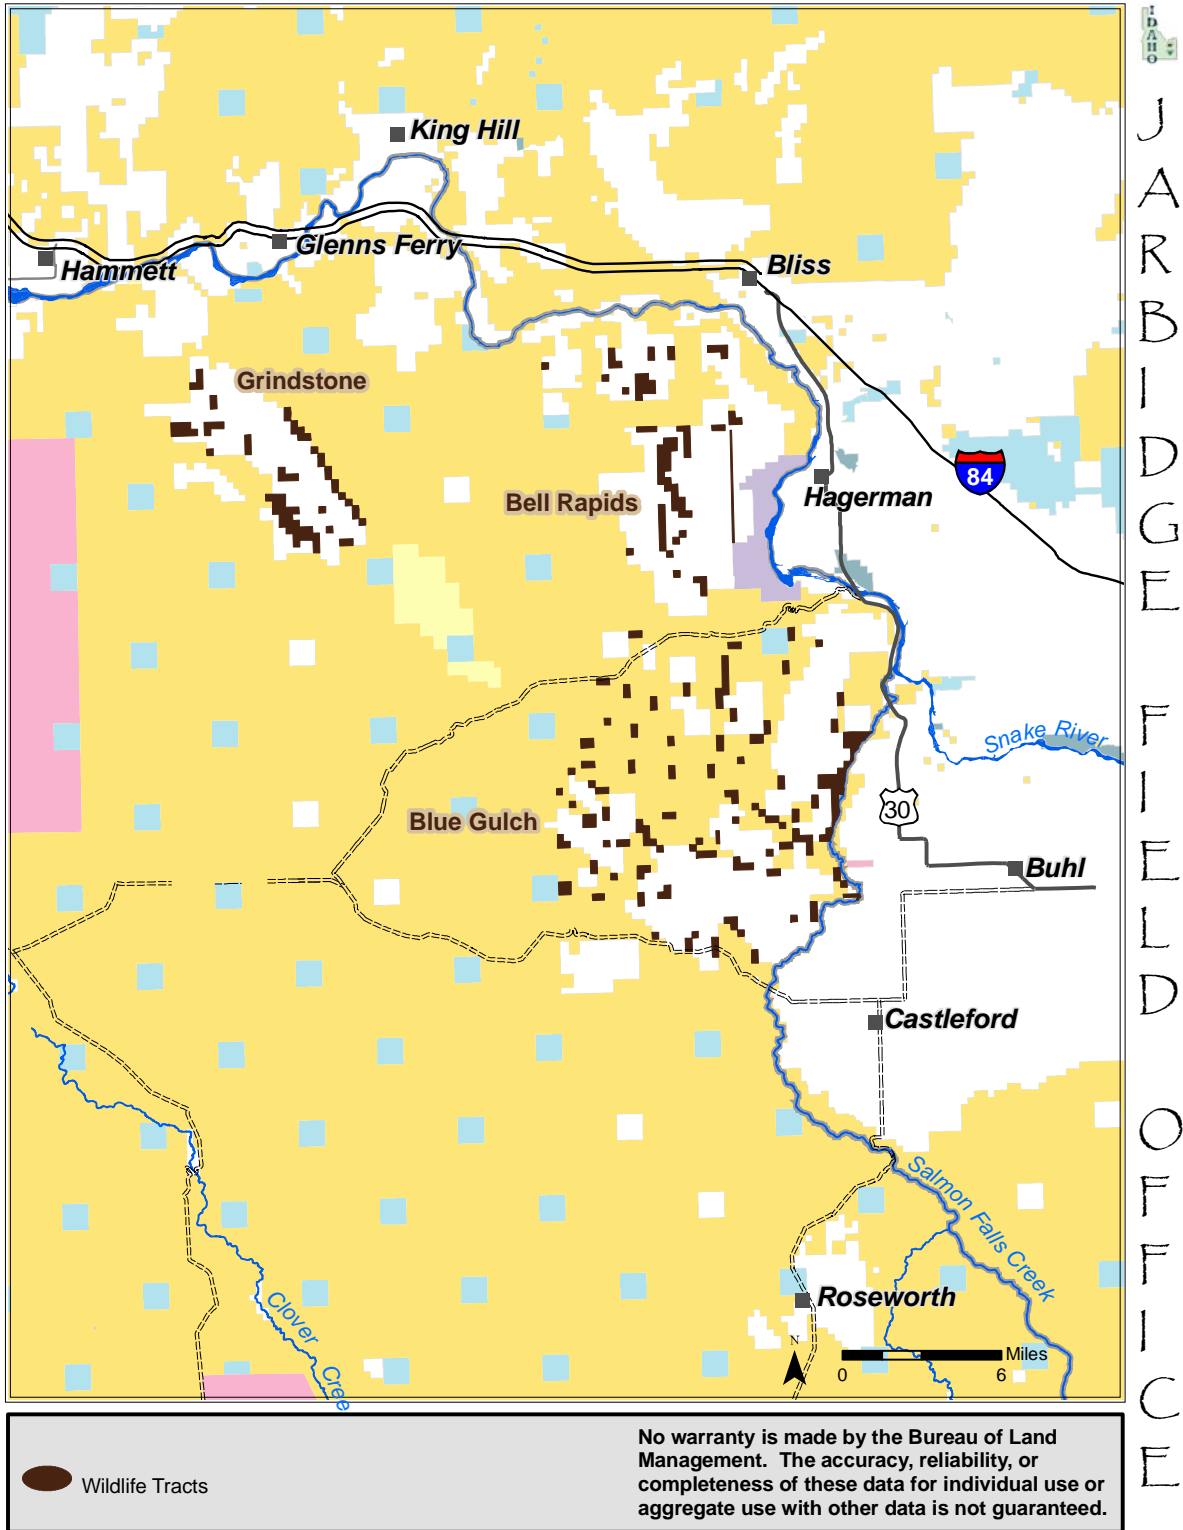 IDAHO
JARBIDGE FIELD OFFICE
King Hill
Glenns Ferry
Hammett
Bliss
Grindstone
84
Bell Rapids
Hagerman
Snake River
30
Blue Gulch
Buhl
Castleford
Salmon Falls Creek
Clover Cree
Roseworth
N
Miles
0 6
No warranty is made by the Bureau of Land
Management. The accuracy, reliability, or
completeness of these data for individual use or
aggregate use with other data is not guaranteed.
Wildlife Tracts